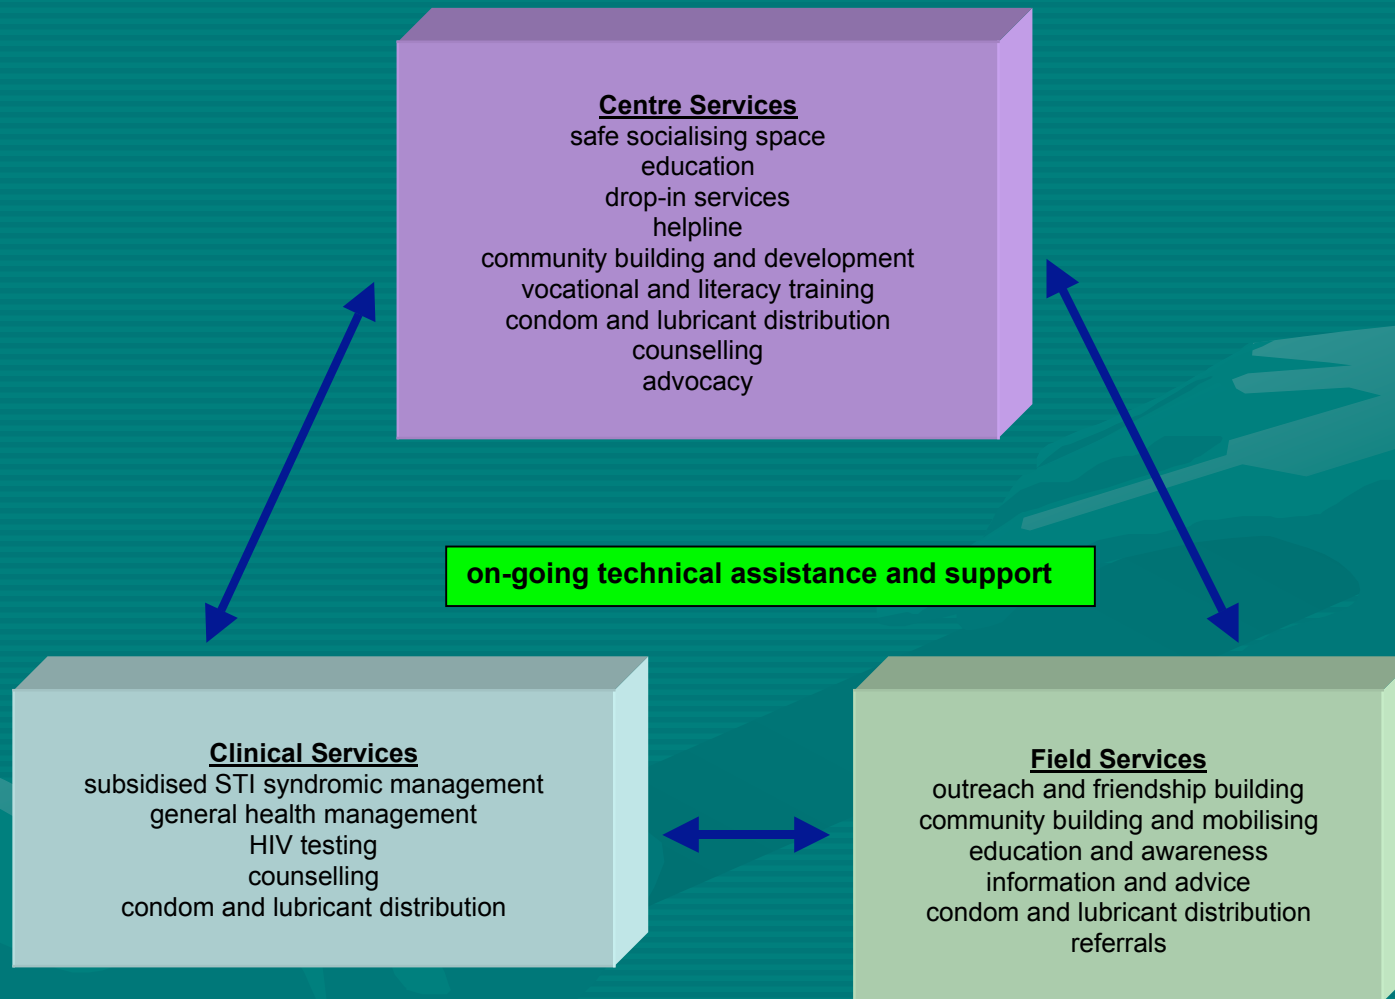 Centre Services
safe socialising space
education
drop-in services
helpline
community building and development
vocational and literacy training
condom and lubricant distribution
counselling
advocacy
on-going technical assistance and support
Clinical Services
subsidised STI syndromic management
general health management
HIV testing
counselling
condom and lubricant distribution
Field Services
outreach and friendship building
community building and mobilising
education and awareness
information and advice
condom and lubricant distribution
referrals